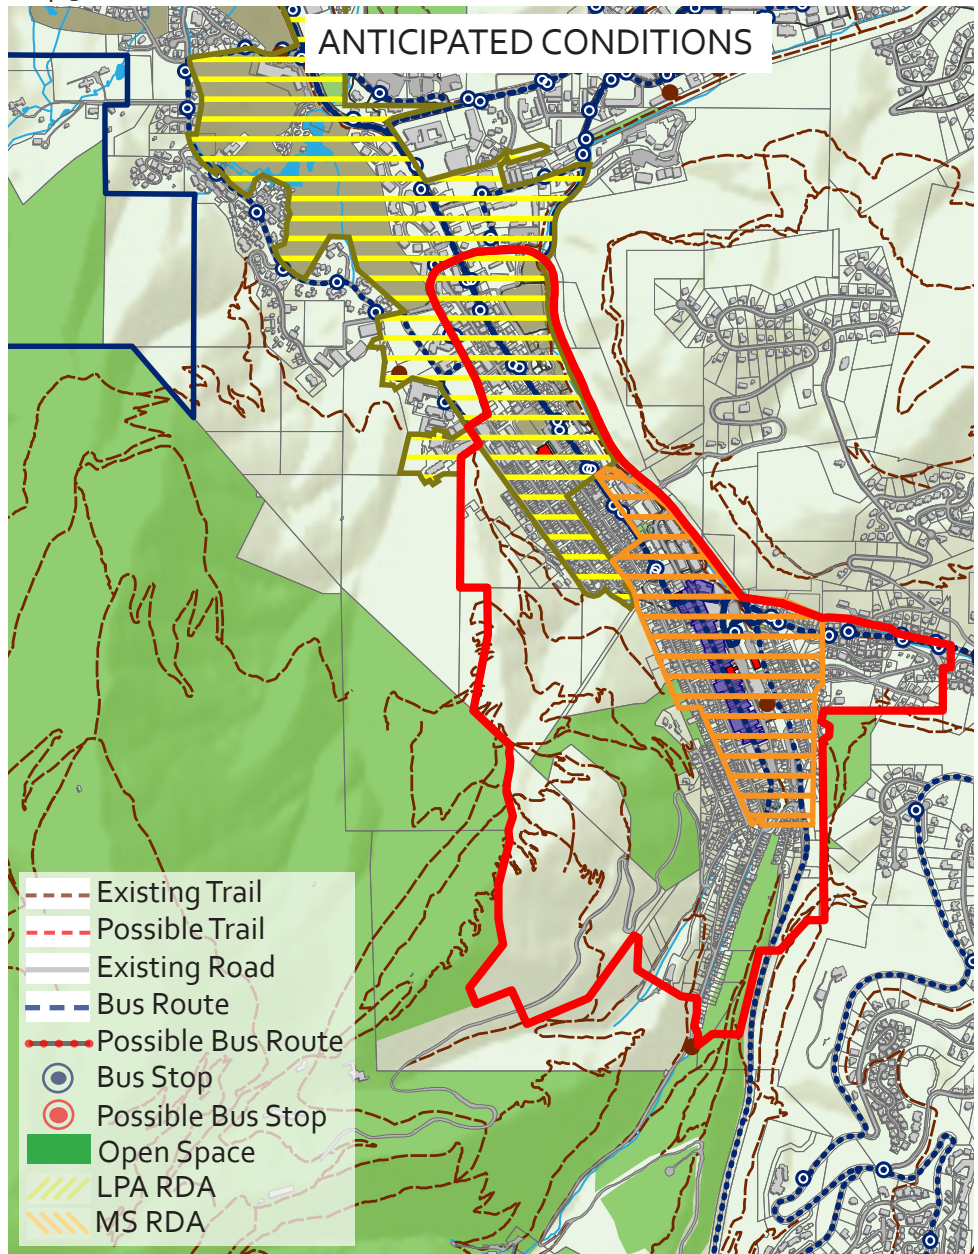 ANTICIPATED CONDITIONS
Existing Trail
Possible Trail
Existing Road
Bus Route
Possible Bus Route
Bus Stop
Possible Bus Stop
Open Space
LPA RDA
MS RDA